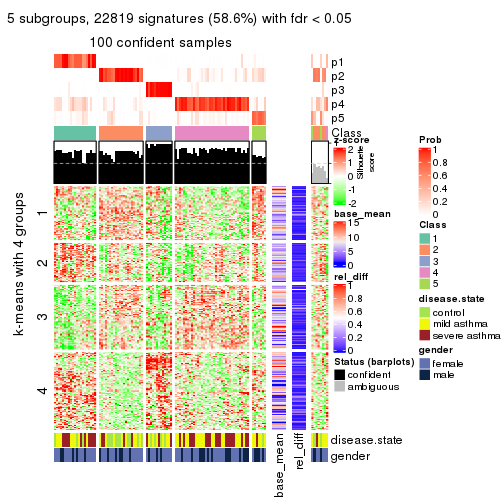 5 subgroups, 22819 signatures (58.6%) with fdr < 0.05
100 confident samples
p1
p2
p3
p4
p5
Class
Silhouette
score
k-means with 4 groups
1
2
3
4
base_mean
rel_diff
disease.state
gender
z-score
2
1
0
-1
-2
base_mean
15
10
5
0
rel_diff
1
0.8
0.6
0.4
0.2
0
Status (barplots)
confident
ambiguous
Prob
1
0.8
0.6
0.4
0.2
0
Class
1
2
3
4
5
disease.state
control
mild asthma
severe asthma
gender
female
male